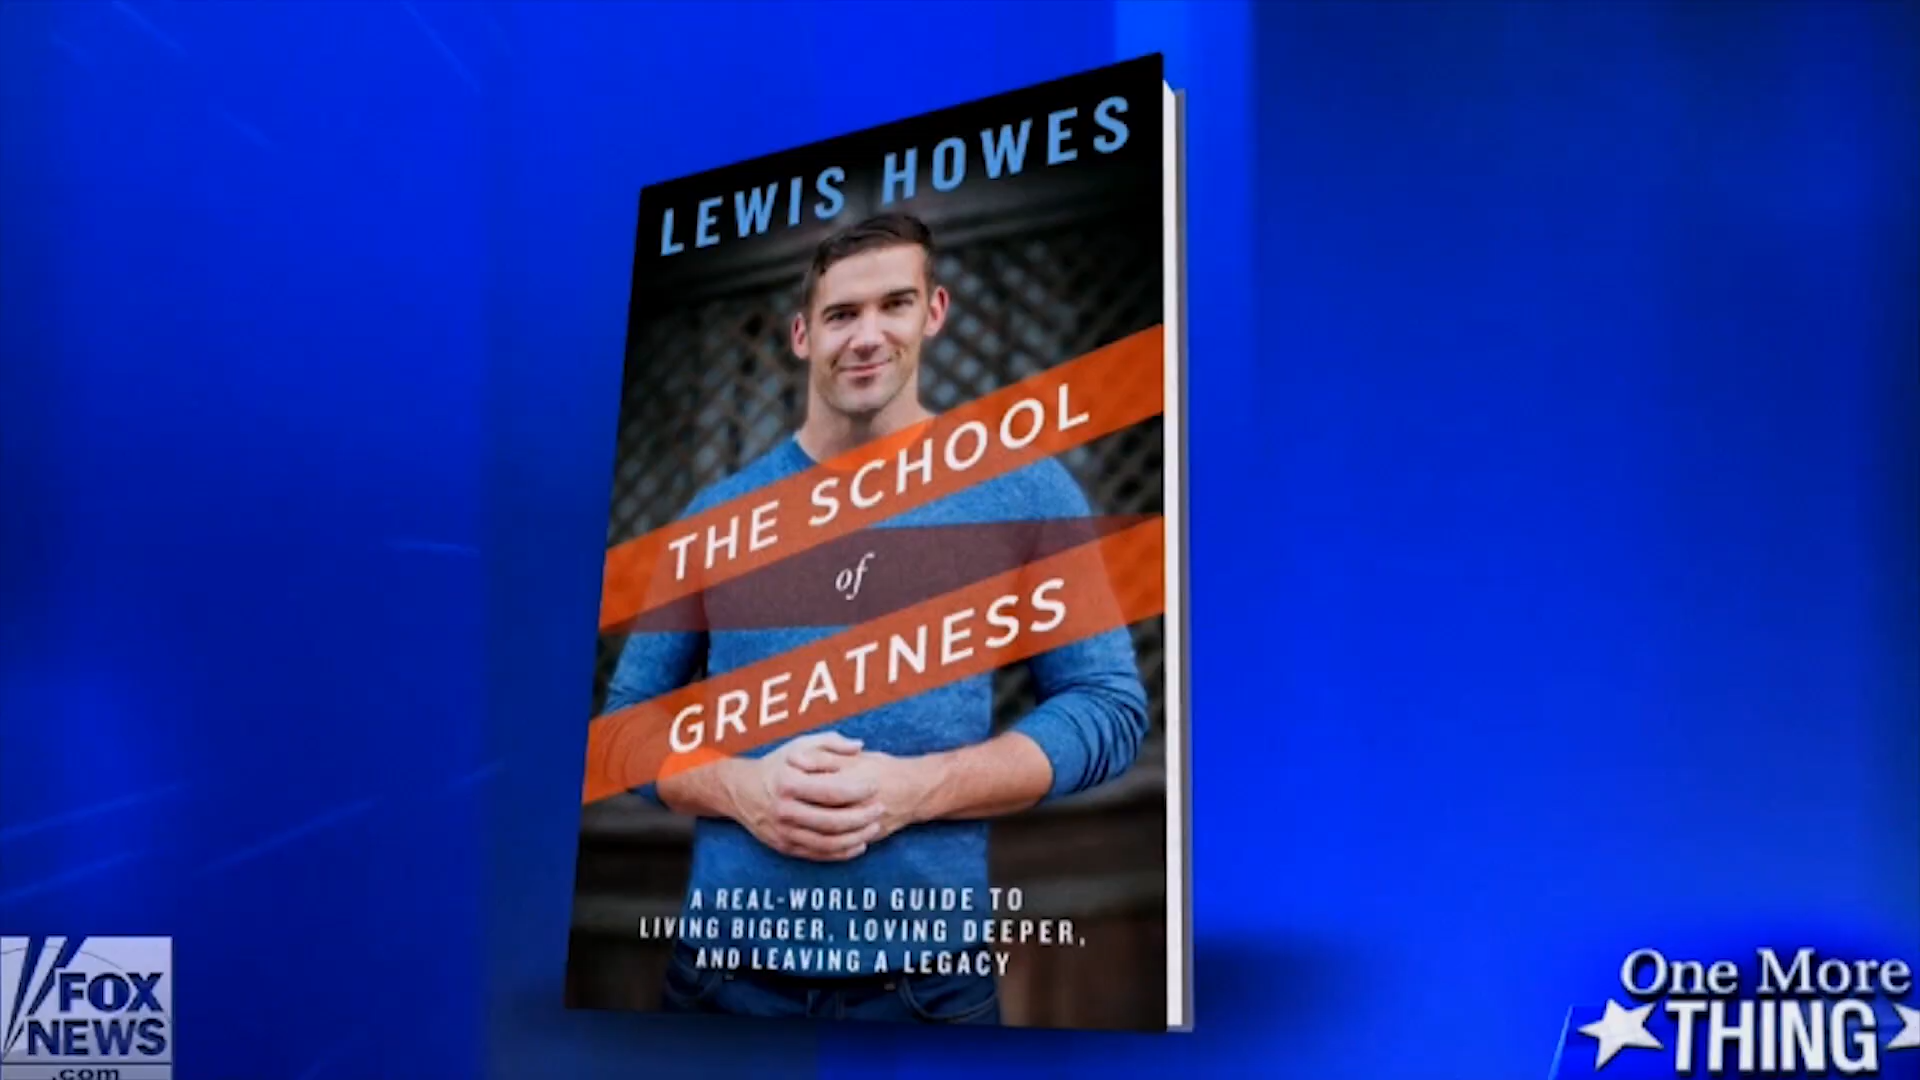 LEWIS HOWES
THE SCHOOL
of
GREATNESS
A REAL-WORLD GUIDE TO
LIVING BIGGER, LOVING DEEPER,
AND LEAVING A LEGACY
FOX
NEWS
.com
One More
THING